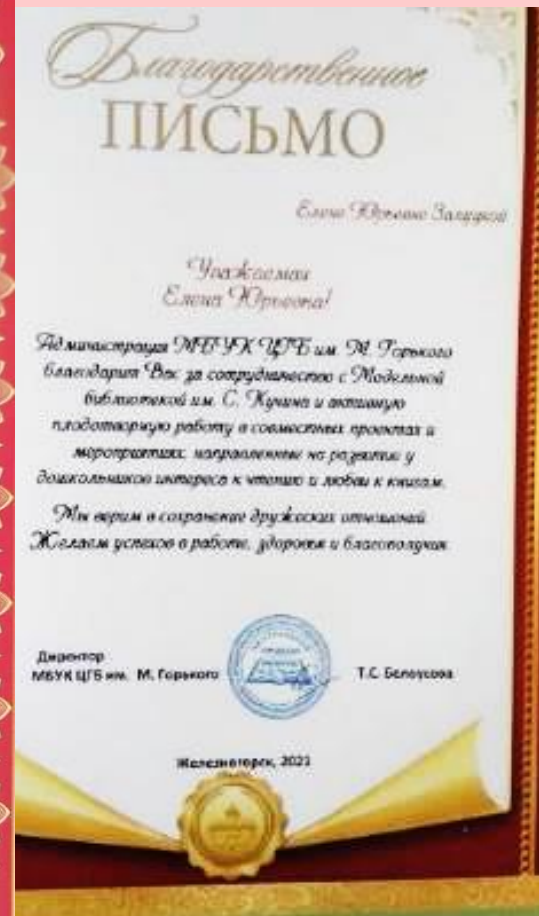 Благодарственное
ПИСЬМО
Елене Юрьевне Залуцкой
Уважаемая
Елена Юрьевна!
Администрация МБУК ЦГБ им. М. Горького
благодарит Вас за сотрудничество с Модельной
библиотекой им. С. Кучина и активную
плодотворную работу в совместных проектах и
мероприятиях, направленные на развитие у
дошкольников интереса к чтению и любви к книгам.
Мы верим в сохранение дружеских отношений.
Желаем успехов в работе, здоровья и благополучия.
Директор
МБУК ЦГБ им. М. Горького
Т.С. Белоусова
Железногорск, 2023